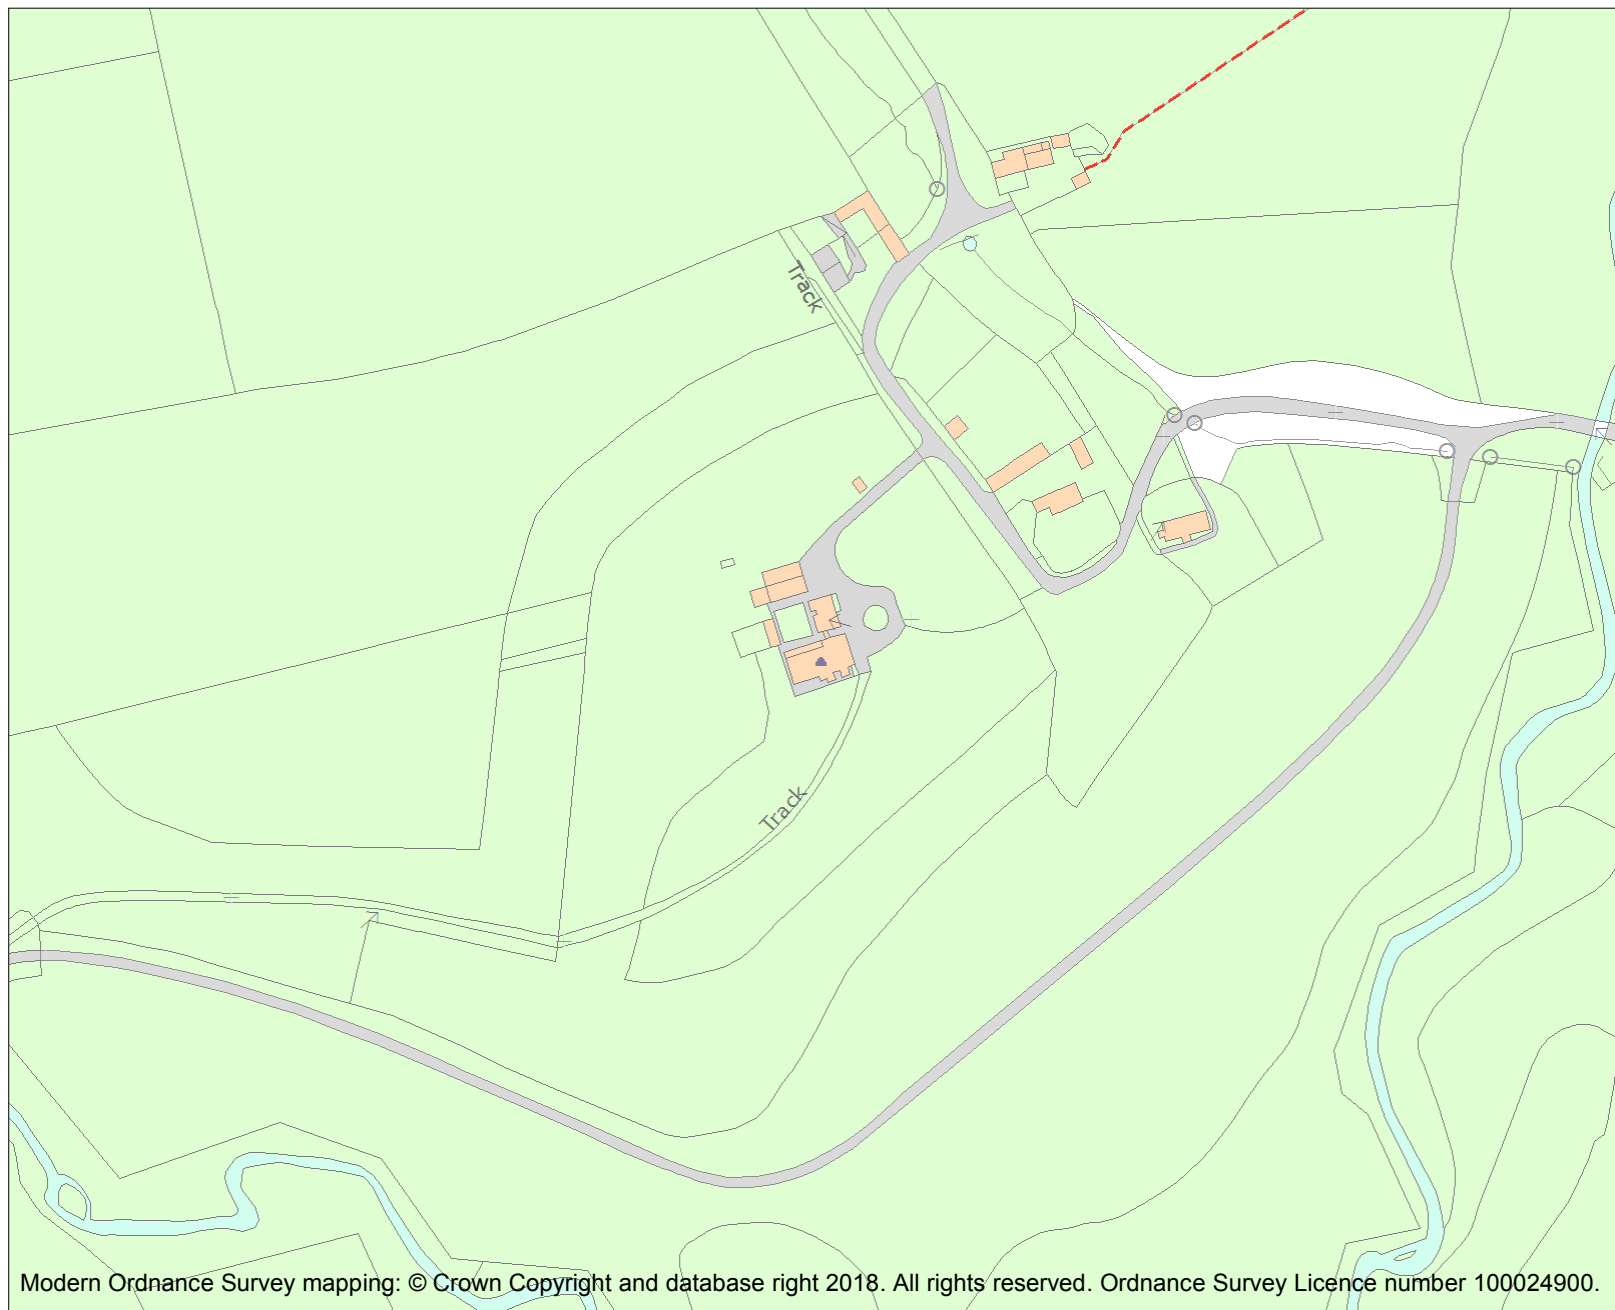 Track
Track
Modern Ordnance Survey mapping: © Crown Copyright and database right 2018. All rights reserved. Ordnance Survey Licence number 100024900.